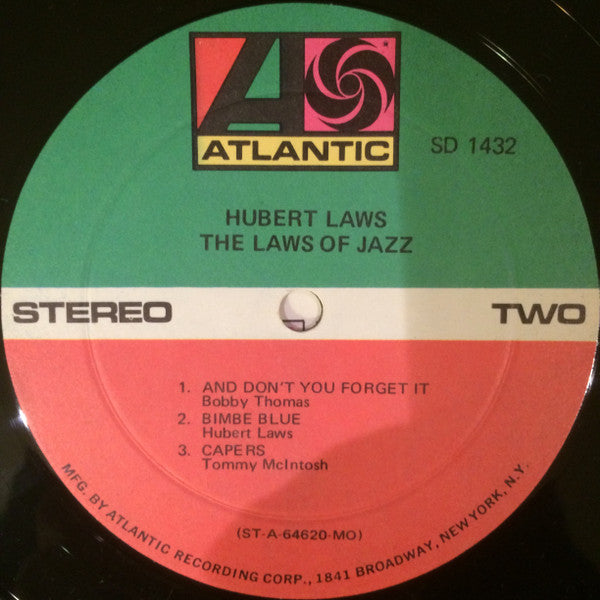 ATLANTIC
SD 1432
HUBERT LAWS
THE LAWS OF JAZZ
STEREO TWO
1. AND DON'T YOU FORGET IT
Bobby Thomas
2. BIMBE BLUE
Hubert Laws
3. CAPERS
Tommy McIntosh
(ST-A-64620-MO)
MFG. BY ATLANTIC RECORDING CORP., 1841 BROADWAY, NEW YORK, N.Y.